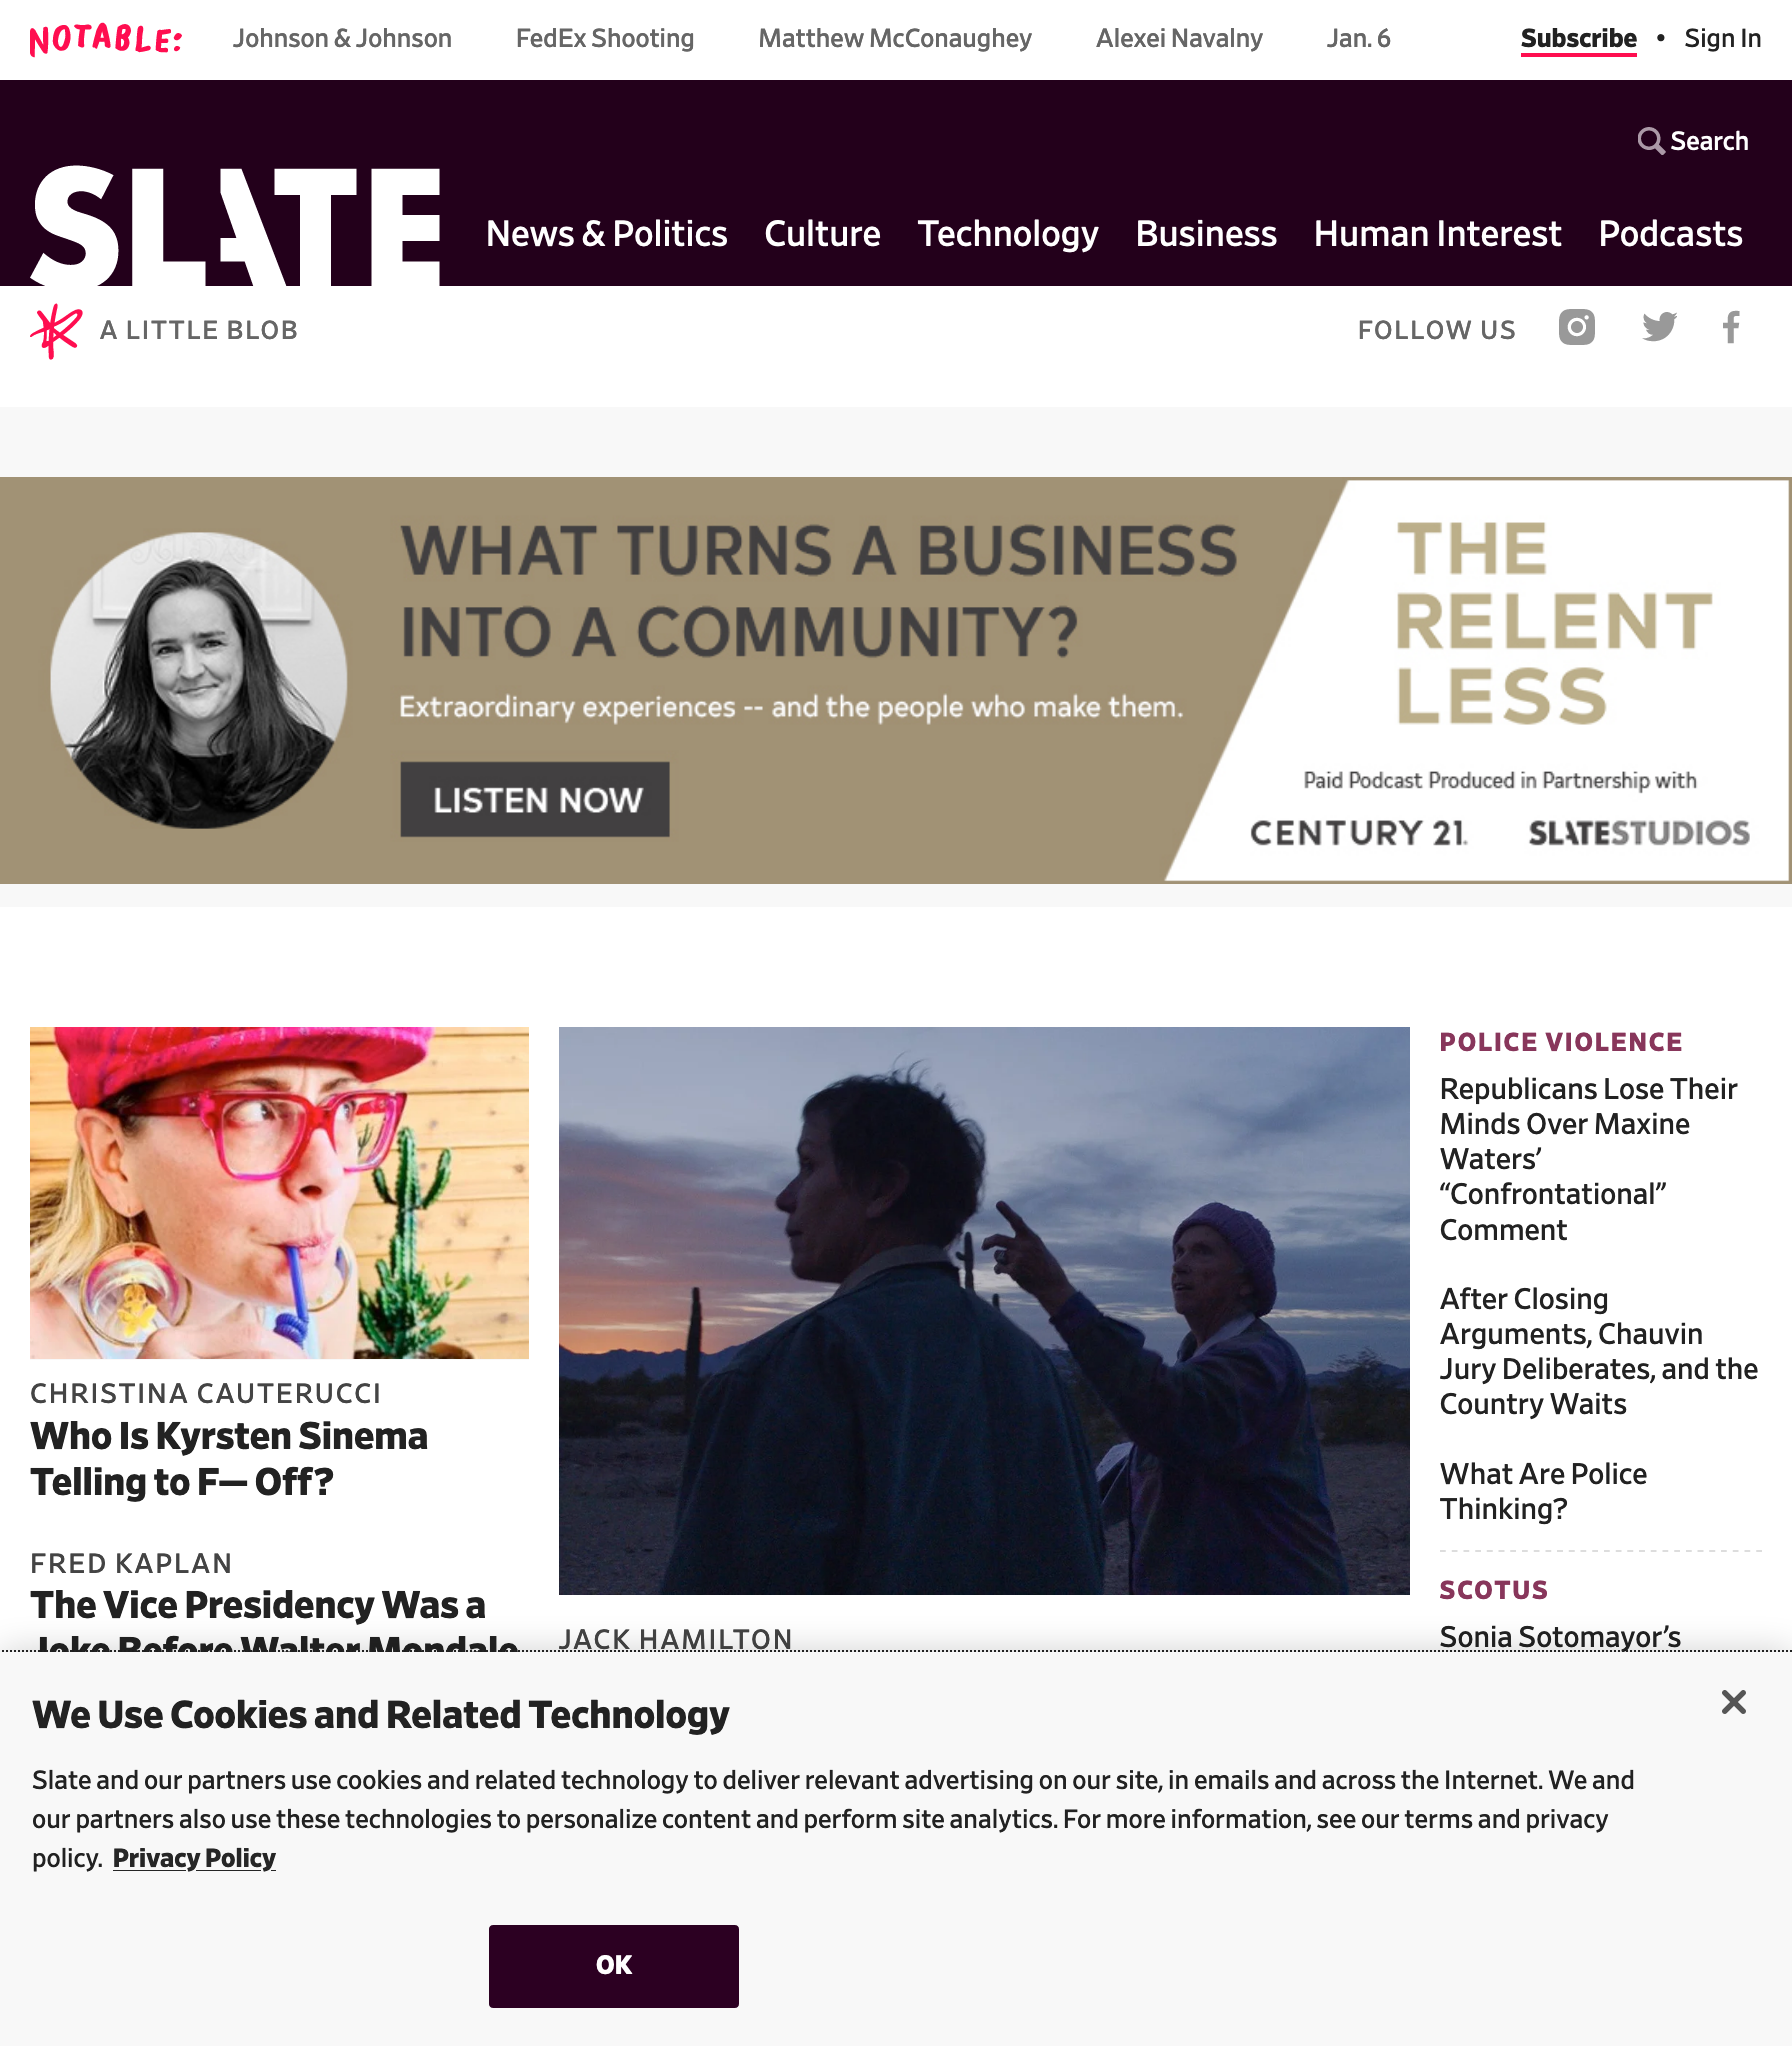 NOTABLE:
Johnson & Johnson
FedEx Shooting
Matthew McConaughey
Alexei Navalny
Jan. 6
Subscribe • Sign In
Search
SLATE
News & Politics
Culture
Technology
Business
Human Interest
Podcasts
A LITTLE BLOB
FOLLOW US
WHAT TURNS A BUSINESS
INTO A COMMUNITY?
Extraordinary experiences -- and the people who make them.
LISTEN NOW
THE
RELENT
LESS
Paid Podcast Produced in Partnership with
CENTURY 21.
SLATESTUDIOS
CHRISTINA CAUTERUCCI
Who Is Kyrsten Sinema
Telling to F— Off?
FRED KAPLAN
The Vice Presidency Was a
Joke Before Walter Mondale
JACK HAMILTON
POLICE VIOLENCE
Republicans Lose Their
Minds Over Maxine
Waters’
“Confrontational”
Comment
After Closing
Arguments, Chauvin
Jury Deliberates, and the
Country Waits
What Are Police
Thinking?
SCOTUS
Sonia Sotomayor’s
We Use Cookies and Related Technology
Slate and our partners use cookies and related technology to deliver relevant advertising on our site, in emails and across the Internet. We and
our partners also use these technologies to personalize content and perform site analytics. For more information, see our terms and privacy
policy. Privacy Policy
OK